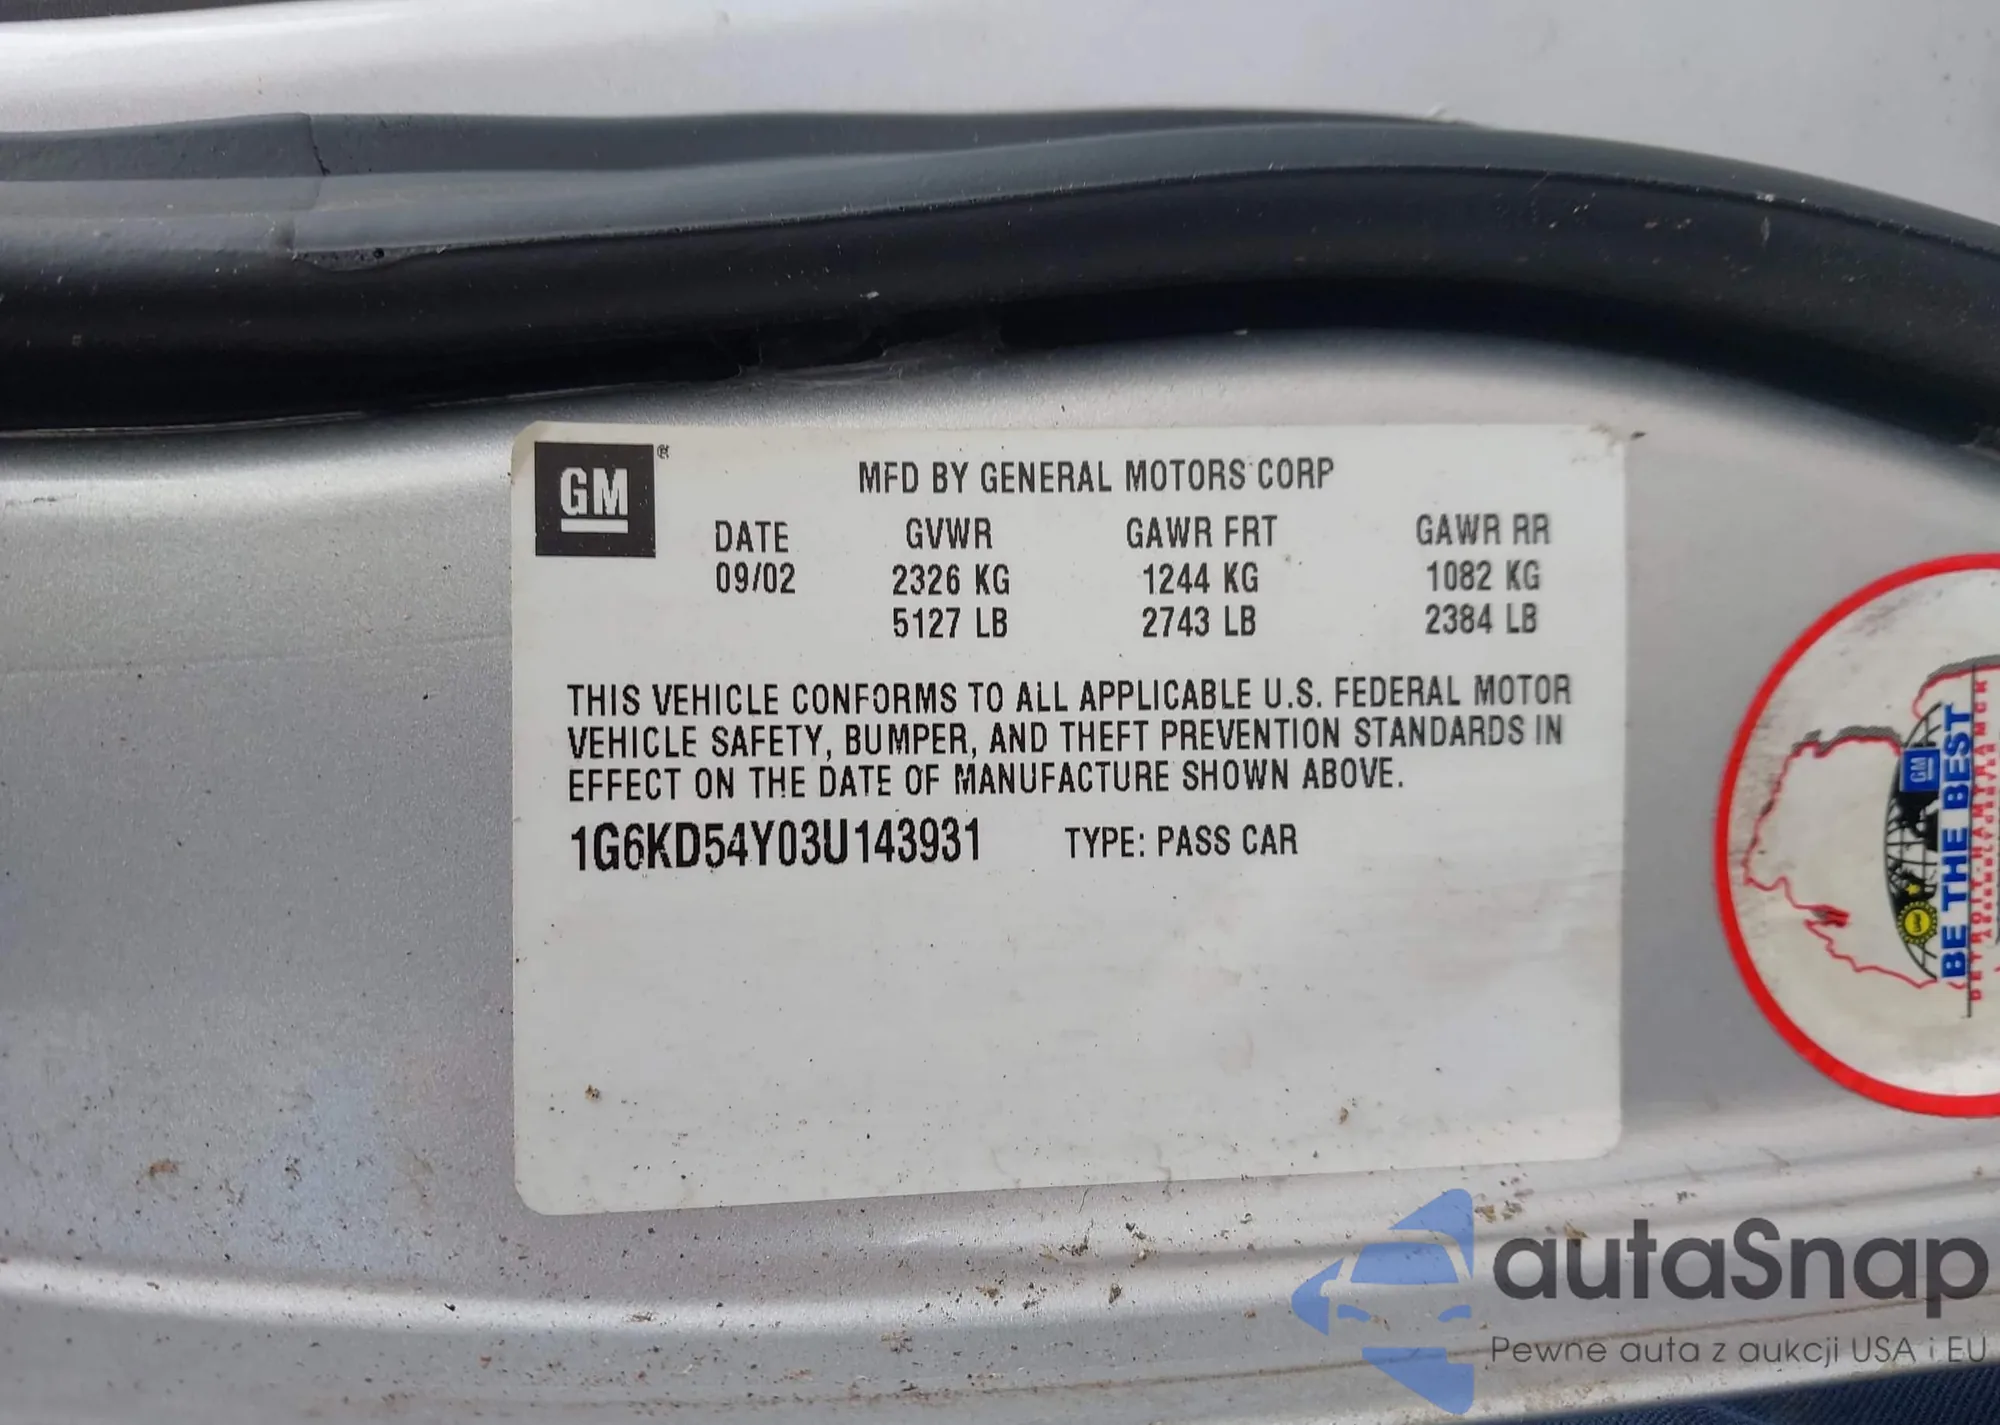 GM ®
MFD BY GENERAL MOTORS CORP
DATE GVWR GAWR FRT GAWR RR
09/02 2326 KG 1244 KG 1082 KG
5127 LB 2743 LB 2384 LB
THIS VEHICLE CONFORMS TO ALL APPLICABLE U.S. FEDERAL MOTOR
VEHICLE SAFETY, BUMPER, AND THEFT PREVENTION STANDARDS IN
EFFECT ON THE DATE OF MANUFACTURE SHOWN ABOVE.
1G6KD54Y03U143931 TYPE: PASS CAR
GM
BE THE BEST
DETROIT-HAMTRAMCK
autaSnap
Pewne auta z aukcji USA i EU